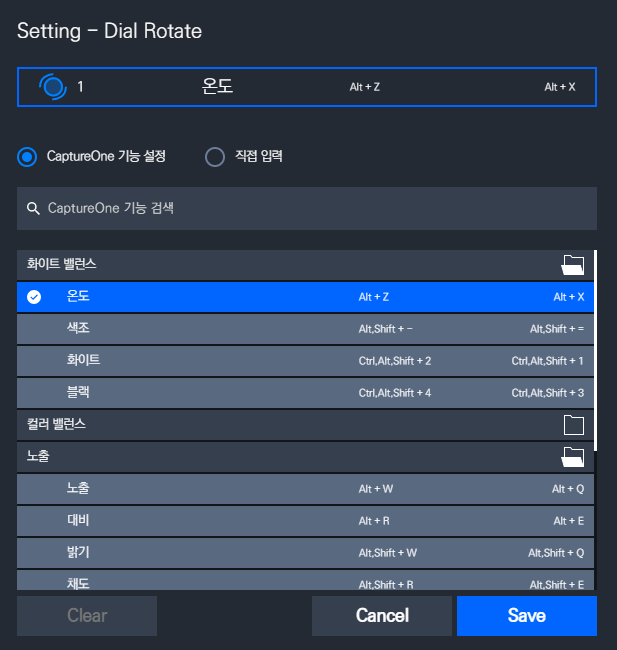 Setting - Dial Rotate
1 온도 Alt + Z Alt + X
CaptureOne 기능 설정 직접 입력
CaptureOne 기능 검색
화이트 밸런스
온도 Alt + Z Alt + X
색조 Alt,Shift + - Alt,Shift + =
화이트 Ctrl,Alt,Shift + 2 Ctrl,Alt,Shift + 1
블랙 Ctrl,Alt,Shift + 4 Ctrl,Alt,Shift + 3
컬러 밸런스
노출
노출 Alt + W Alt + Q
대비 Alt + R Alt + E
밝기 Alt,Shift + W Alt,Shift + Q
채도 Alt,Shift + R Alt,Shift + E
Clear Cancel Save